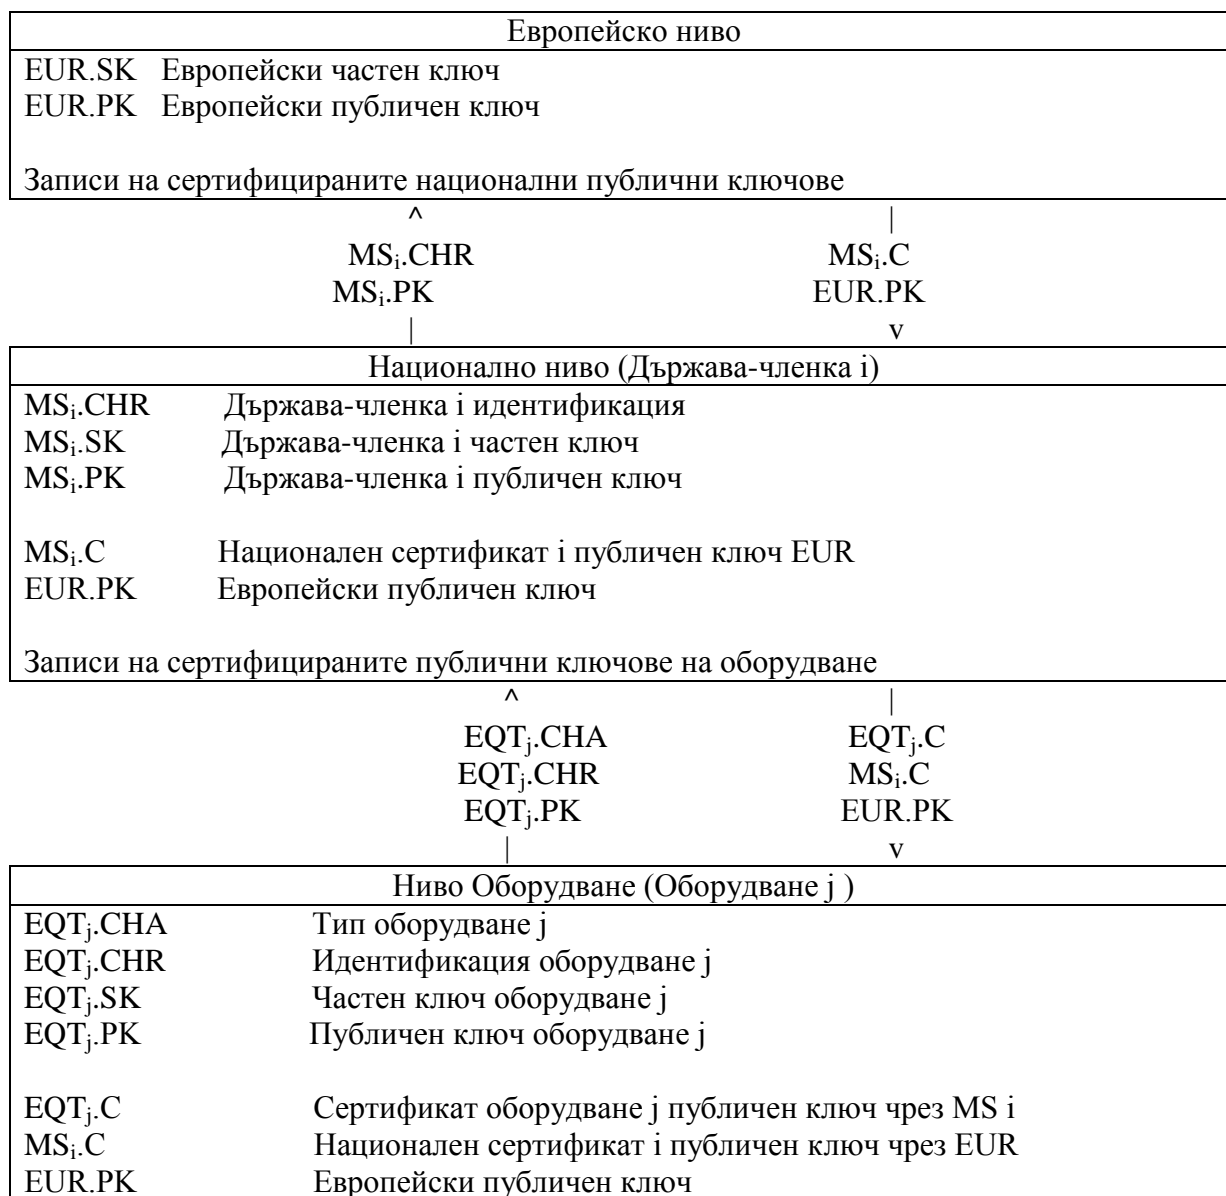 Европейско ниво
EUR.SK Европейски частен ключ
EUR.PK Европейски публичен ключ
Записи на сертифицираните национални публични ключове
^ |
MSi.CHR MSi.C
MSi.PK EUR.PK
| v
Национално ниво (Държава-членка i)
MSi.CHR Държава-членка i идентификация
MSi.SK Държава-членка i частен ключ
MSi.PK Държава-членка i публичен ключ
MSi.C Национален сертификат i публичен ключ EUR
EUR.PK Европейски публичен ключ
Записи на сертифицираните публични ключове на оборудване
^ |
EQTj.CHA EQTj.C
EQTj.CHR MSi.C
EQTj.PK EUR.PK
| v
Ниво Оборудване (Оборудване j )
EQTj.CHA Тип оборудване j
EQTj.CHR Идентификация оборудване j
EQTj.SK Частен ключ оборудване j
EQTj.PK Публичен ключ оборудване j
EQTj.C Сертификат оборудване j публичен ключ чрез MS i
MSi.C Национален сертификат i публичен ключ чрез EUR
EUR.PK Европейски публичен ключ